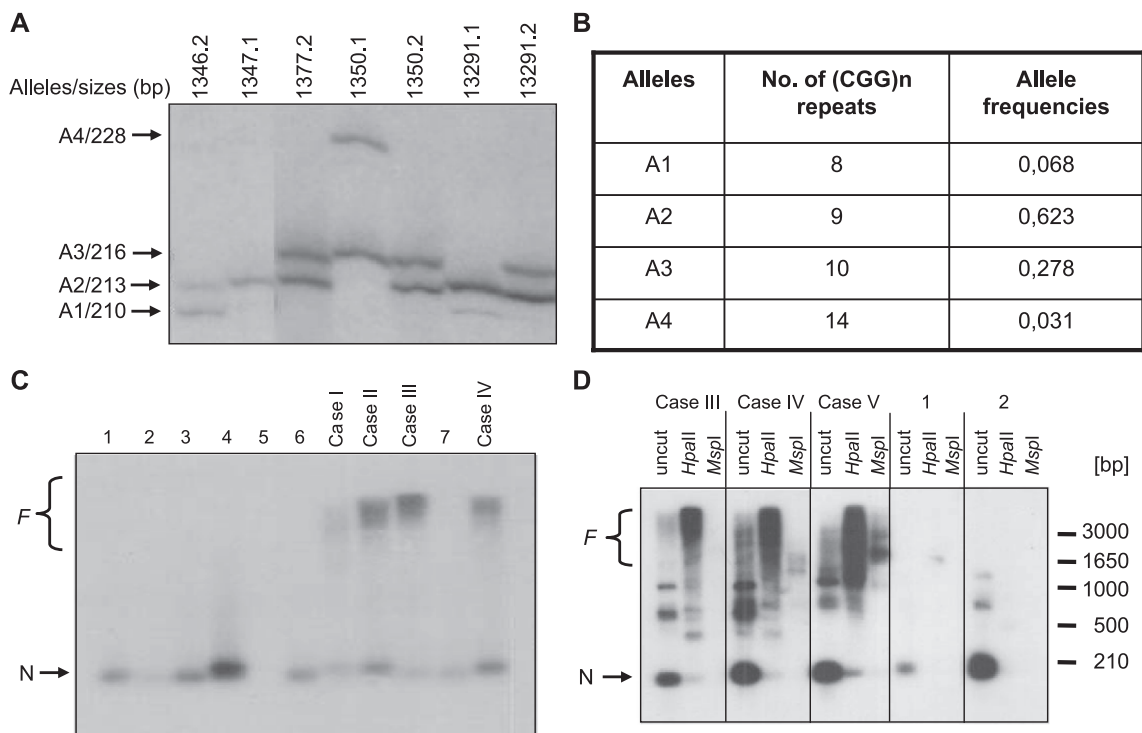 A
Alleles/sizes (bp)
1346.2
1347.1
1377.2
1350.1
1350.2
13291.1
13291.2
A4/228
A3/216
A2/213
A1/210
B
Alleles No. of (CGG)n repeats Allele frequencies
A1 8 0,068
A2 9 0,623
A3 10 0,278
A4 14 0,031
C
1 2 3 4 5 6 Case I Case II Case III 7 Case IV
F
N
D
Case III Case IV Case V 1 2
uncut HpaII MspI uncut HpaII MspI uncut HpaII MspI uncut HpaII MspI uncut HpaII MspI
[bp]
F
3000
1650
1000
500
210
N